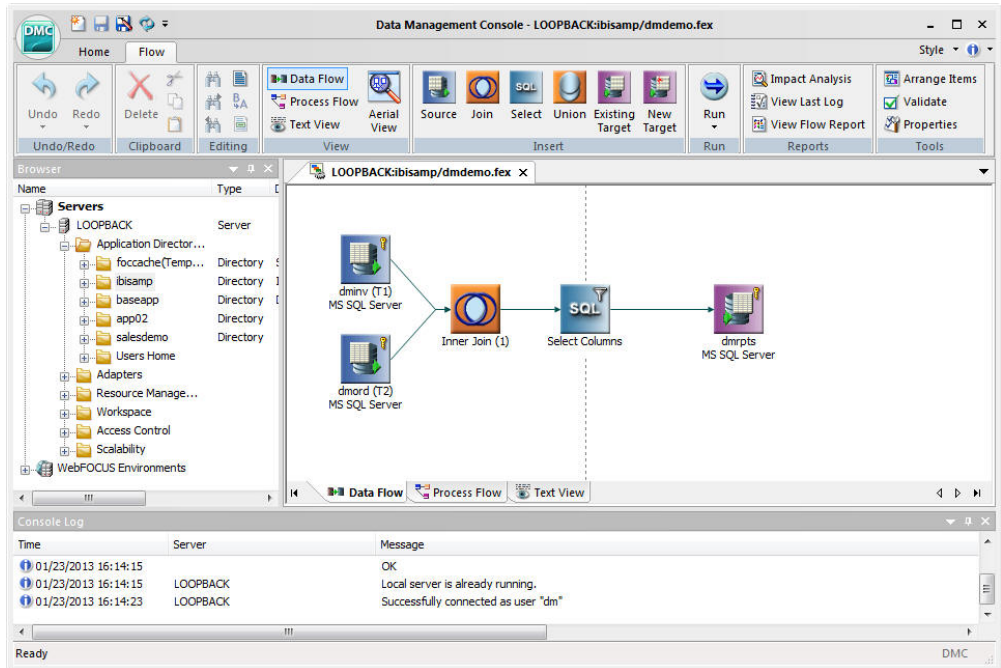 DMC
Data Management Console - LOOPBACK:ibisamp/dmdemo.fex
Home Flow Style
Undo Redo Delete Data Flow Process Flow Text View Aerial View Source Join SQL Select Union Existing Target New Target Run Impact Analysis View Last Log View Flow Report Arrange Items Validate Properties
Undo/Redo Clipboard Editing View Insert Run Reports Tools
Browser
Name Type
Servers
LOOPBACK Server
Application Director...
foccache(Temp... Directory
ibisamp Directory
baseapp Directory
app02 Directory
salesdemo Directory
Users Home
Adapters
Resource Manage...
Workspace
Access Control
Scalability
WebFOCUS Environments
LOOPBACK:ibisamp/dmdemo.fex
dminv (T1)
MS SQL Server
SQL
Inner Join (1)
Select Columns
dmrpts
MS SQL Server
dmord (T2)
MS SQL Server
Data Flow Process Flow Text View
Console Log
Time Server Message
01/23/2013 16:14:15 OK
01/23/2013 16:14:15 LOOPBACK Local server is already running.
01/23/2013 16:14:23 LOOPBACK Successfully connected as user "dm"
Ready DMC